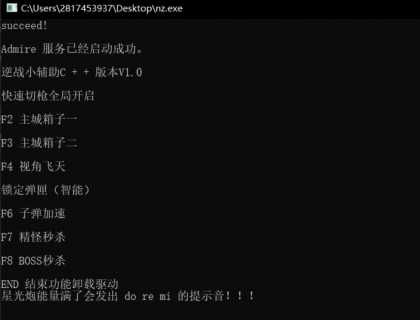 C:\Users\2817453937\Desktop\nz.exe
succeed!
Admire 服务已经启动成功。
逆战小辅助C + + 版本V1.0
快速切枪全局开启
F2 主城箱子一
F3 主城箱子二
F4 视角飞天
锁定弹匣（智能）
F6 子弹加速
F7 精怪秒杀
F8 BOSS秒杀
END 结束功能卸载驱动
星光炮能量满了会发出 do re mi 的提示音！！！